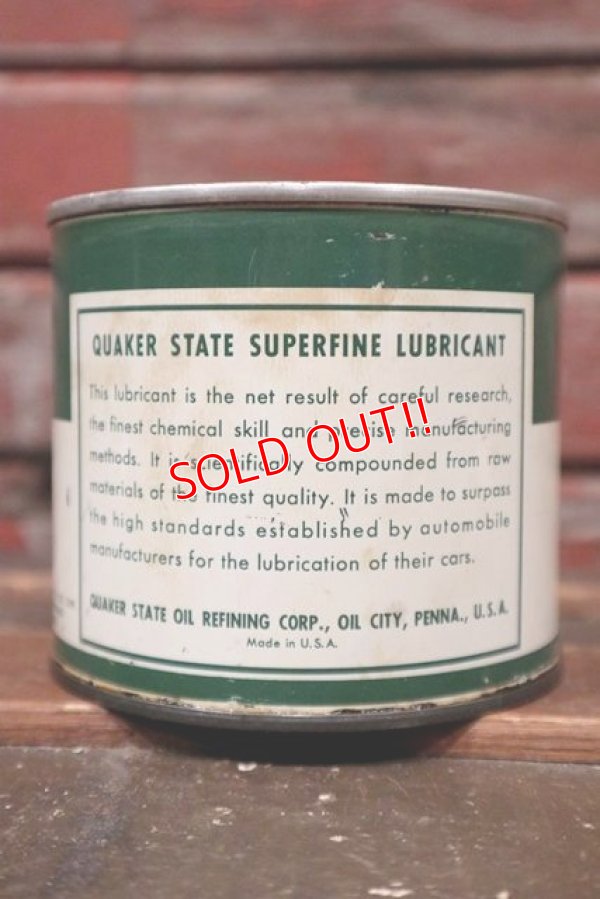 QUAKER STATE SUPERFINE LUBRICANT
This lubricant is the net result of careful research,
the finest chemical skill and precise manufacturing
methods. It is scientifically compounded from raw
materials of the finest quality. It is made to surpass
the high standards established by automobile
manufacturers for the lubrication of their cars.
QUAKER STATE OIL REFINING CORP., OIL CITY, PENNA., U.S.A.
Made in U.S.A.
SOLD OUT!!